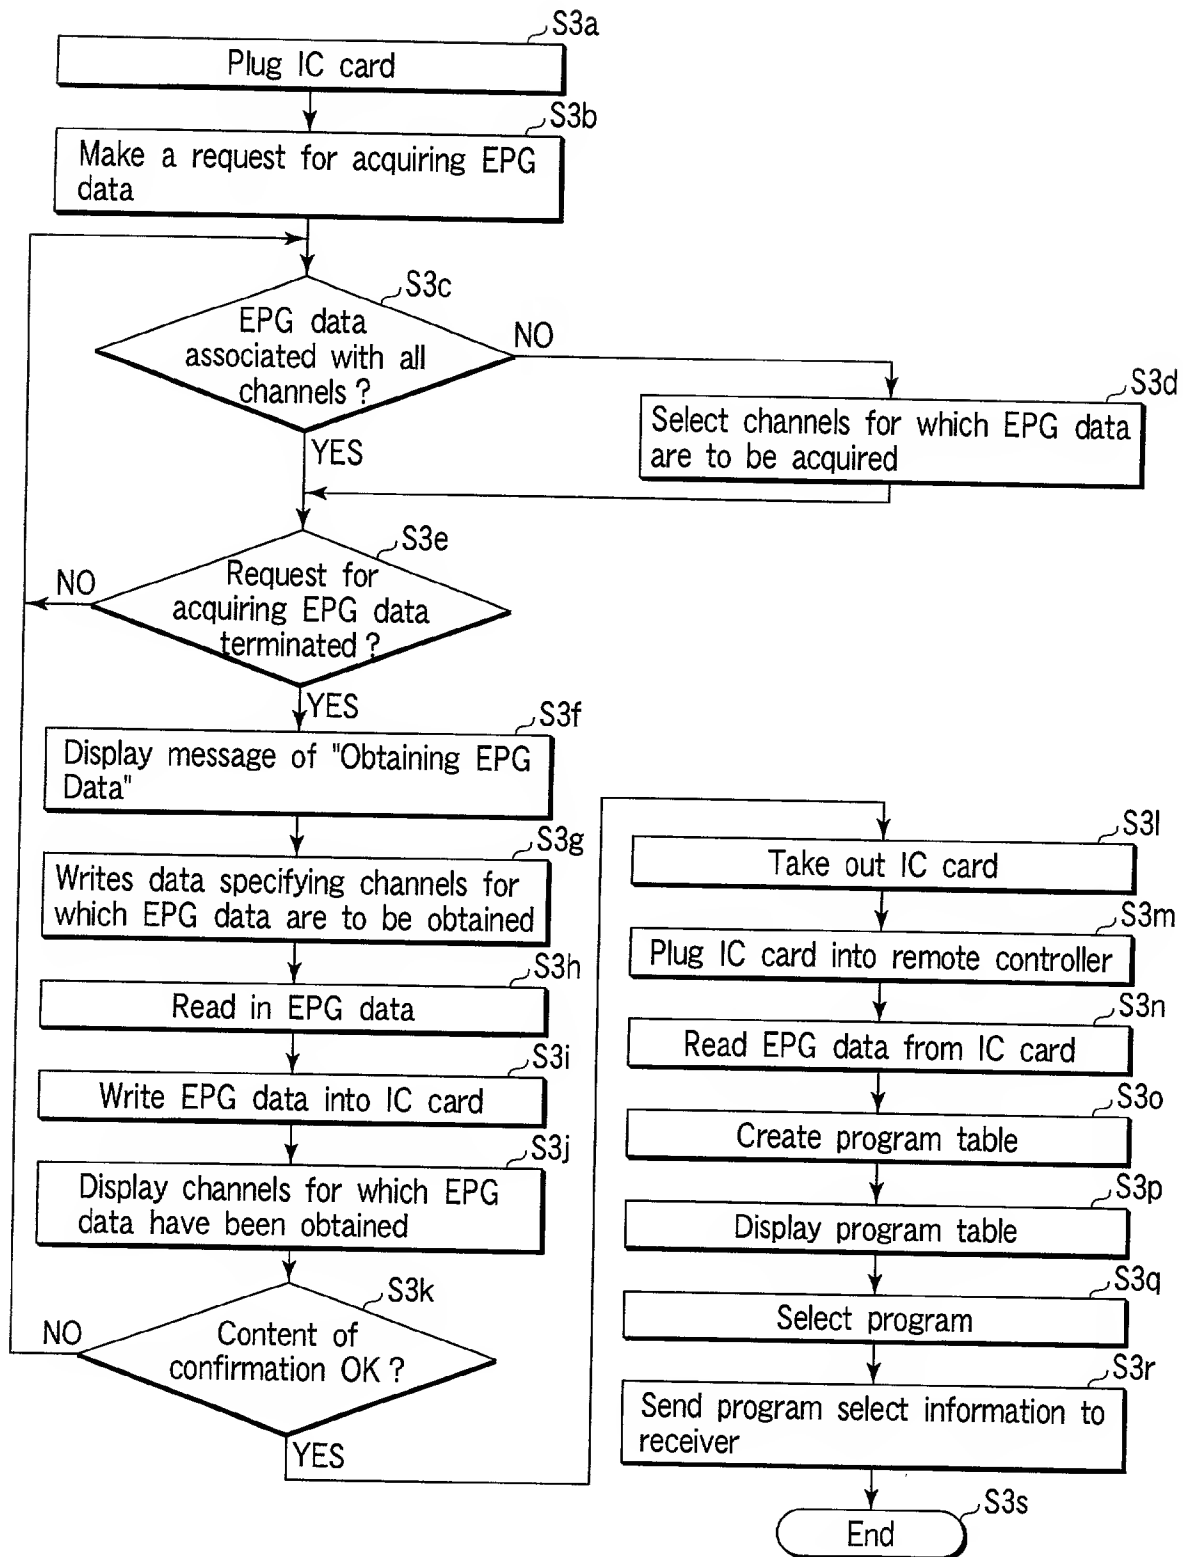 S3a
Plug IC card
S3b
Make a request for acquiring EPG
data
S3c
EPG data
associated with all
channels ?
NO
YES
S3d
Select channels for which EPG data
are to be acquired
S3e
Request for
acquiring EPG data
terminated ?
NO
YES
S3f
Display message of "Obtaining EPG
Data"
S3g
Writes data specifying channels for
which EPG data are to be obtained
S3h
Read in EPG data
S3i
Write EPG data into IC card
S3j
Display channels for which EPG
data have been obtained
S3k
Content of
confirmation OK ?
NO
YES
S3l
Take out IC card
S3m
Plug IC card into remote controller
S3n
Read EPG data from IC card
S3o
Create program table
S3p
Display program table
S3q
Select program
S3r
Send program select information to
receiver
S3s
End